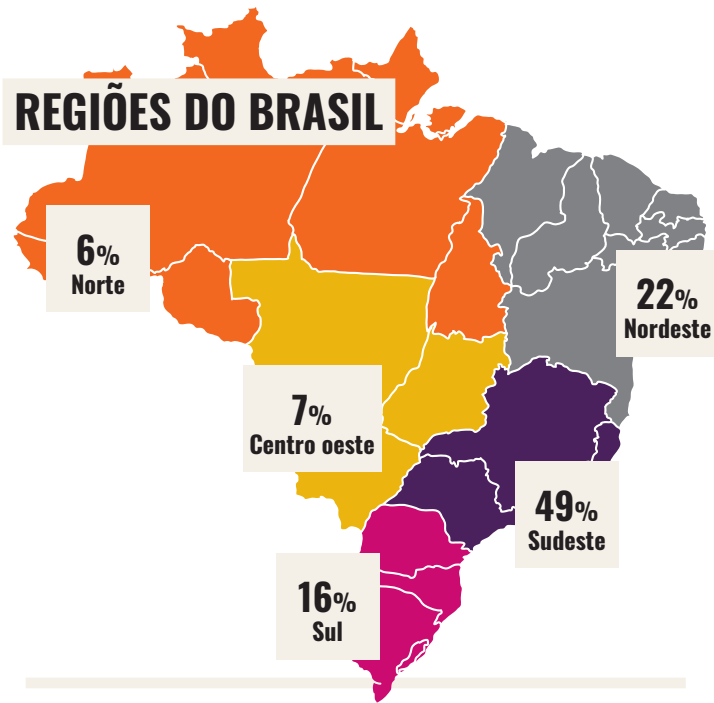 REGIÕES DO BRASIL
6%
Norte
22%
Nordeste
7%
Centro oeste
49%
Sudeste
16%
Sul